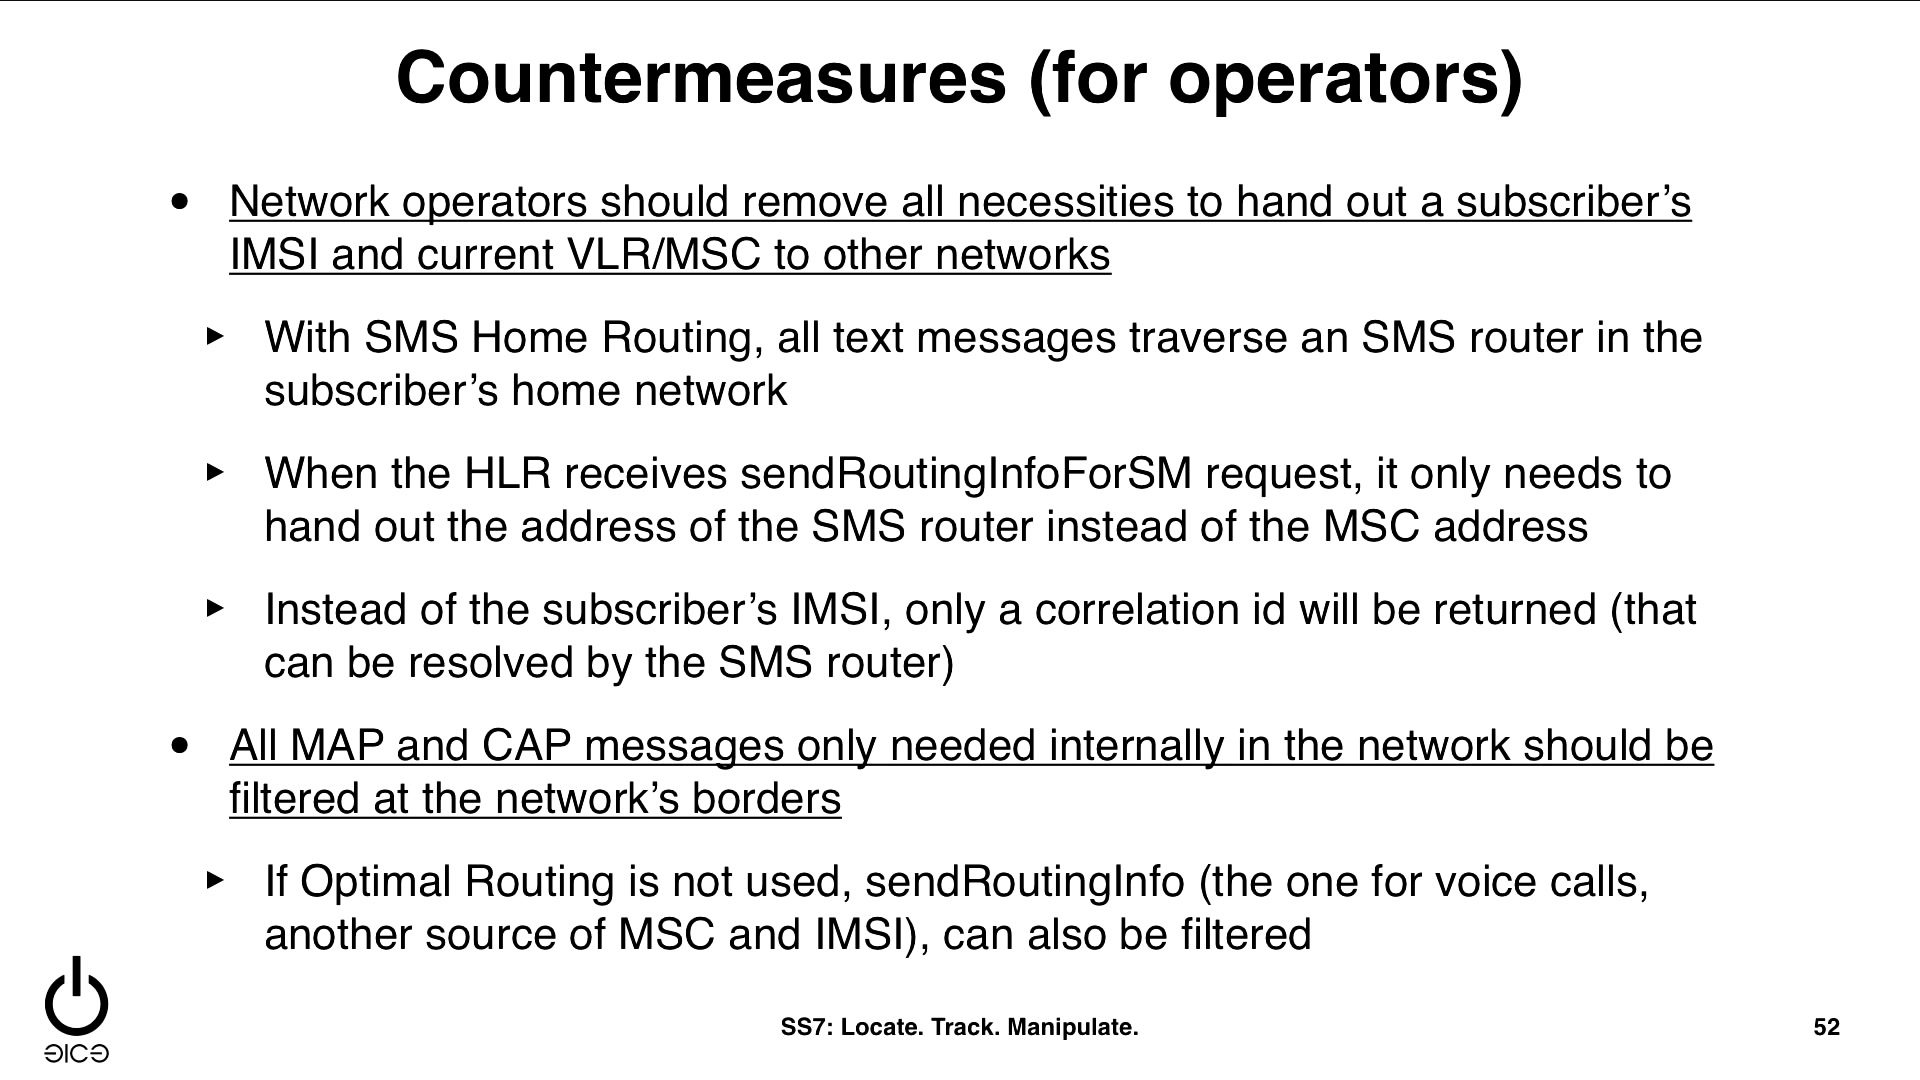 Countermeasures (for operators)
• Network operators should remove all necessities to hand out a subscriber’s
IMSI and current VLR/MSC to other networks
▸ With SMS Home Routing, all text messages traverse an SMS router in the
subscriber’s home network
▸ When the HLR receives sendRoutingInfoForSM request, it only needs to
hand out the address of the SMS router instead of the MSC address
▸ Instead of the subscriber’s IMSI, only a correlation id will be returned (that
can be resolved by the SMS router)
• All MAP and CAP messages only needed internally in the network should be
filtered at the network’s borders
▸ If Optimal Routing is not used, sendRoutingInfo (the one for voice calls,
another source of MSC and IMSI), can also be filtered
SS7: Locate. Track. Manipulate.
52